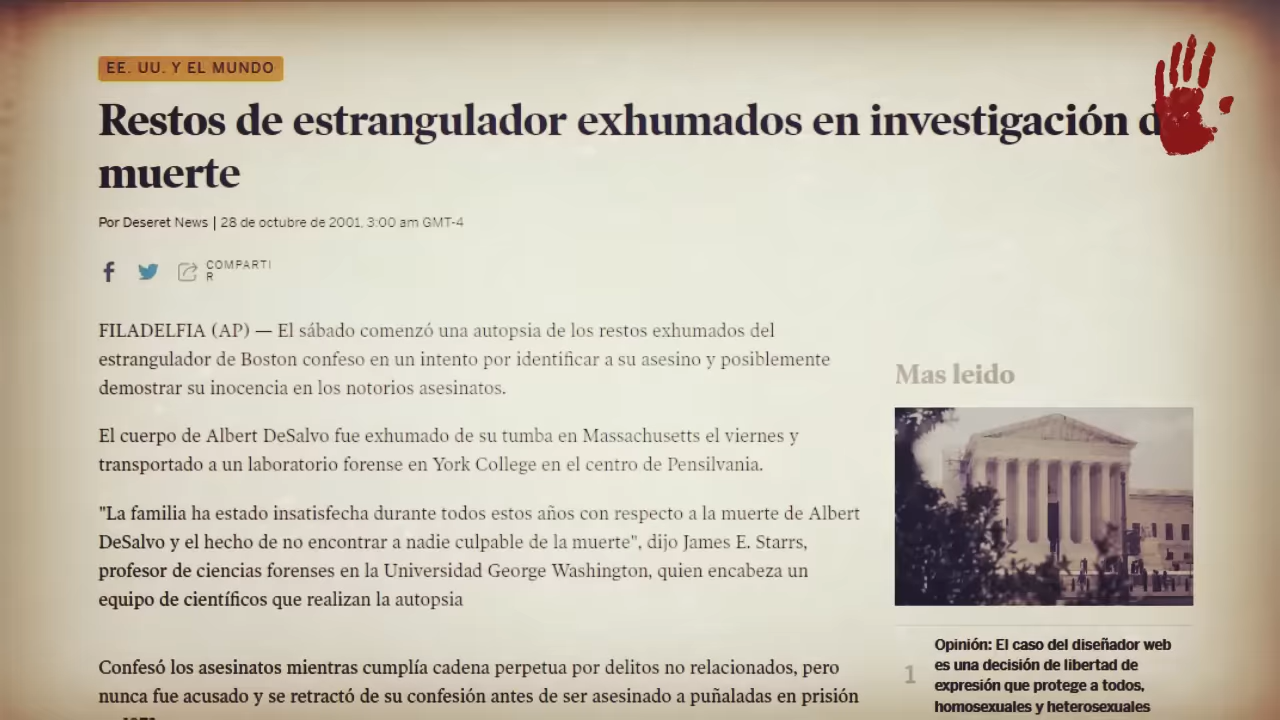 EE. UU. Y EL MUNDO
Restos de estrangulador exhumados en investigación
muerte
Por Deseret News | 28 de octubre de 2001, 3:00 am GMT-4
COMPARTI
R
FILADELFIA (AP) — El sábado comenzó una autopsia de los restos exhumados del
estrangulador de Boston confeso en un intento por identificar a su asesino y posiblemente
demostrar su inocencia en los notorios asesinatos.
El cuerpo de Albert DeSalvo fue exhumado de su tumba en Massachusetts el viernes y
transportado a un laboratorio forense en York College en el centro de Pensilvania.
"La familia ha estado insatisfecha durante todos estos años con respecto a la muerte de Albert
DeSalvo y el hecho de no encontrar a nadie culpable de la muerte", dijo James E. Starrs,
profesor de ciencias forenses en la Universidad George Washington, quien encabeza un
equipo de científicos que realizan la autopsia
Confesó los asesinatos mientras cumplía cadena perpetua por delitos no relacionados, pero
nunca fue acusado y se retractó de su confesión antes de ser asesinado a puñaladas en prisión
Mas leido
1
Opinión: El caso del diseñador web
es una decisión de libertad de
expresión que protege a todos,
homosexuales y heterosexuales